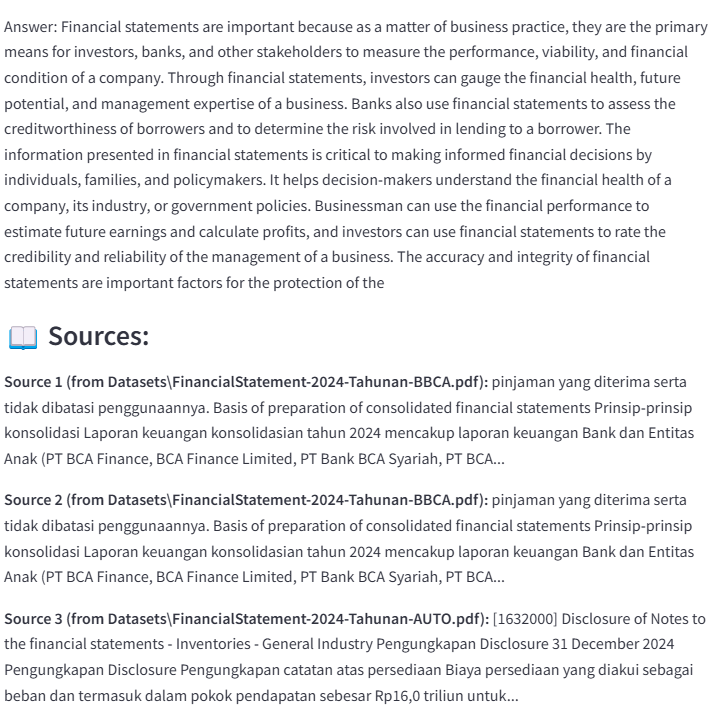 Answer: Financial statements are important because as a matter of business practice, they are the primary
means for investors, banks, and other stakeholders to measure the performance, viability, and financial
condition of a company. Through financial statements, investors can gauge the financial health, future
potential, and management expertise of a business. Banks also use financial statements to assess the
creditworthiness of borrowers and to determine the risk involved in lending to a borrower. The
information presented in financial statements is critical to making informed financial decisions by
individuals, families, and policymakers. It helps decision-makers understand the financial health of a
company, its industry, or government policies. Businessman can use the financial performance to
estimate future earnings and calculate profits, and investors can use financial statements to rate the
credibility and reliability of the management of a business. The accuracy and integrity of financial
statements are important factors for the protection of the
Sources:
Source 1 (from Datasets\FinancialStatement-2024-Tahunan-BBCA.pdf): pinjaman yang diterima serta
tidak dibatasi penggunaannya. Basis of preparation of consolidated financial statements Prinsip-prinsip
konsolidasi Laporan keuangan konsolidasian tahun 2024 mencakup laporan keuangan Bank dan Entitas
Anak (PT BCA Finance, BCA Finance Limited, PT Bank BCA Syariah, PT BCA...
Source 2 (from Datasets\FinancialStatement-2024-Tahunan-BBCA.pdf): pinjaman yang diterima serta
tidak dibatasi penggunaannya. Basis of preparation of consolidated financial statements Prinsip-prinsip
konsolidasi Laporan keuangan konsolidasian tahun 2024 mencakup laporan keuangan Bank dan Entitas
Anak (PT BCA Finance, BCA Finance Limited, PT Bank BCA Syariah, PT BCA...
Source 3 (from Datasets\FinancialStatement-2024-Tahunan-AUTO.pdf): [1632000] Disclosure of Notes to
the financial statements - Inventories - General Industry Pengungkapan Disclosure 31 December 2024
Pengungkapan Disclosure Pengungkapan catatan atas persediaan Biaya persediaan yang diakui sebagai
beban dan termasuk dalam pokok pendapatan sebesar Rp16,0 triliun untuk...